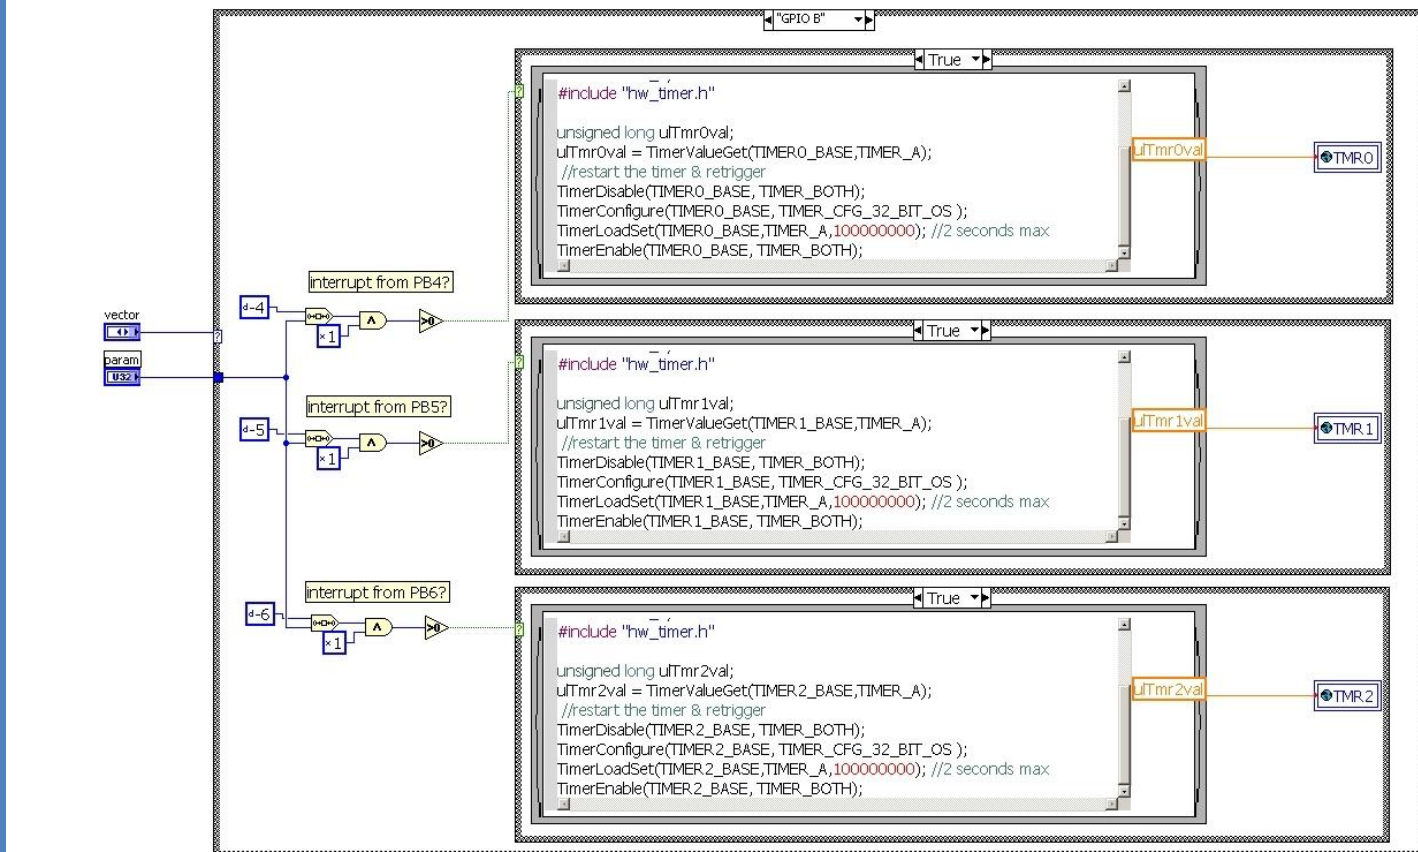 "GPIO B"
True
#include "hw_timer.h"
unsigned long ulTmr0val;
ulTmr0val = TimerValueGet(TIMER0_BASE,TIMER_A);
//restart the timer & retrigger
TimerDisable(TIMER0_BASE, TIMER_BOTH);
TimerConfigure(TIMER0_BASE, TIMER_CFG_32_BIT_OS );
TimerLoadSet(TIMER0_BASE,TIMER_A,100000000); //2 seconds max
TimerEnable(TIMER0_BASE, TIMER_BOTH);
ulTmr0val
TMR0
interrupt from PB4?
d-4
x1
>0
vector
param
U32
True
#include "hw_timer.h"
unsigned long ulTmr1val;
ulTmr1val = TimerValueGet(TIMER1_BASE,TIMER_A);
//restart the timer & retrigger
TimerDisable(TIMER1_BASE, TIMER_BOTH);
TimerConfigure(TIMER1_BASE, TIMER_CFG_32_BIT_OS );
TimerLoadSet(TIMER1_BASE,TIMER_A,100000000); //2 seconds max
TimerEnable(TIMER1_BASE, TIMER_BOTH);
ulTmr1val
TMR1
interrupt from PB5?
d-5
x1
>0
True
#include "hw_timer.h"
unsigned long ulTmr2val;
ulTmr2val = TimerValueGet(TIMER2_BASE,TIMER_A);
//restart the timer & retrigger
TimerDisable(TIMER2_BASE, TIMER_BOTH);
TimerConfigure(TIMER2_BASE, TIMER_CFG_32_BIT_OS );
TimerLoadSet(TIMER2_BASE,TIMER_A,100000000); //2 seconds max
TimerEnable(TIMER2_BASE, TIMER_BOTH);
ulTmr2val
TMR2
interrupt from PB6?
d-6
x1
>0